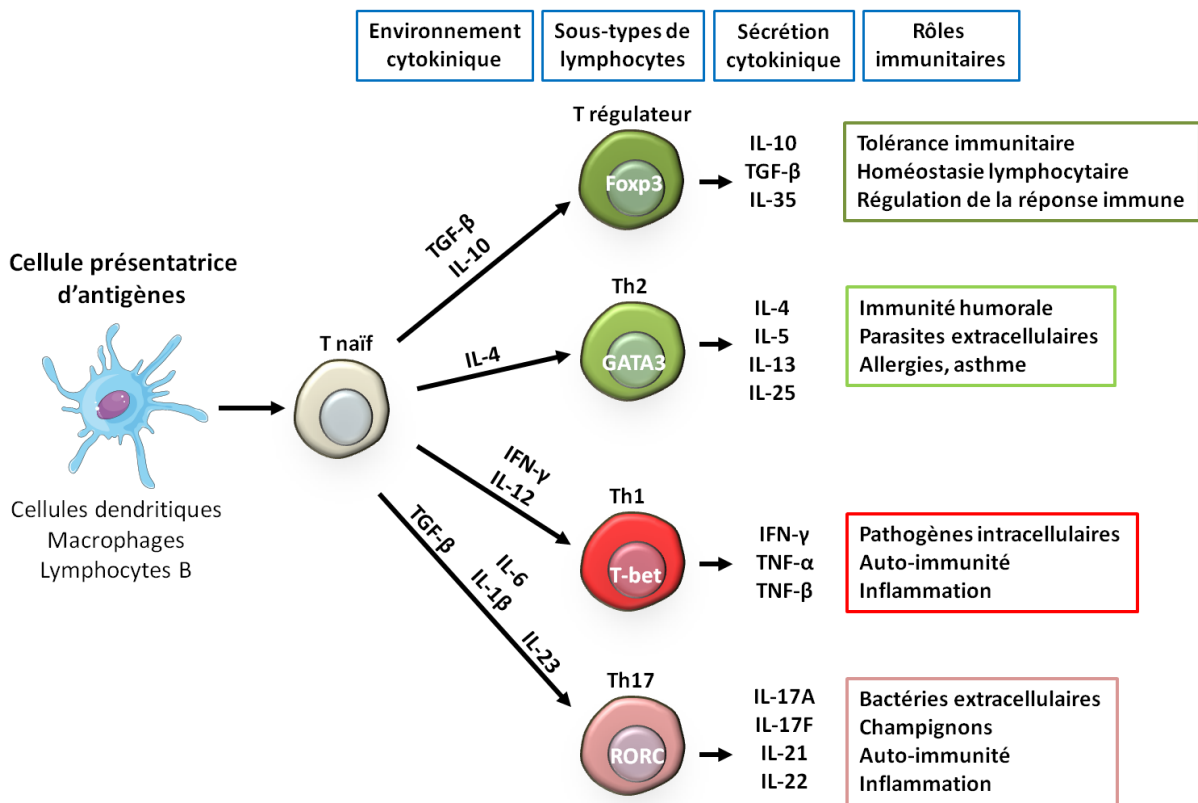 Environnement
cytokinique
Sous-types de
lymphocytes
Sécrétion
cytokinique
Rôles
immunitaires
Cellule présentatrice
d'antigènes
Cellules dendritiques
Macrophages
Lymphocytes B
T naïf
TGF-β
IL-10
T régulateur
Foxp3
IL-10
TGF-β
IL-35
Tolérance immunitaire
Homéostasie lymphocytaire
Régulation de la réponse immune
IL-4
Th2
GATA3
IL-4
IL-5
IL-13
IL-25
Immunité humorale
Parasites extracellulaires
Allergies, asthme
IFN-γ
IL-12
Th1
T-bet
IFN-γ
TNF-α
TNF-β
Pathogènes intracellulaires
Auto-immunité
Inflammation
TGF-β
IL-6
IL-1β
IL-23
Th17
RORC
IL-17A
IL-17F
IL-21
IL-22
Bactéries extracellulaires
Champignons
Auto-immunité
Inflammation